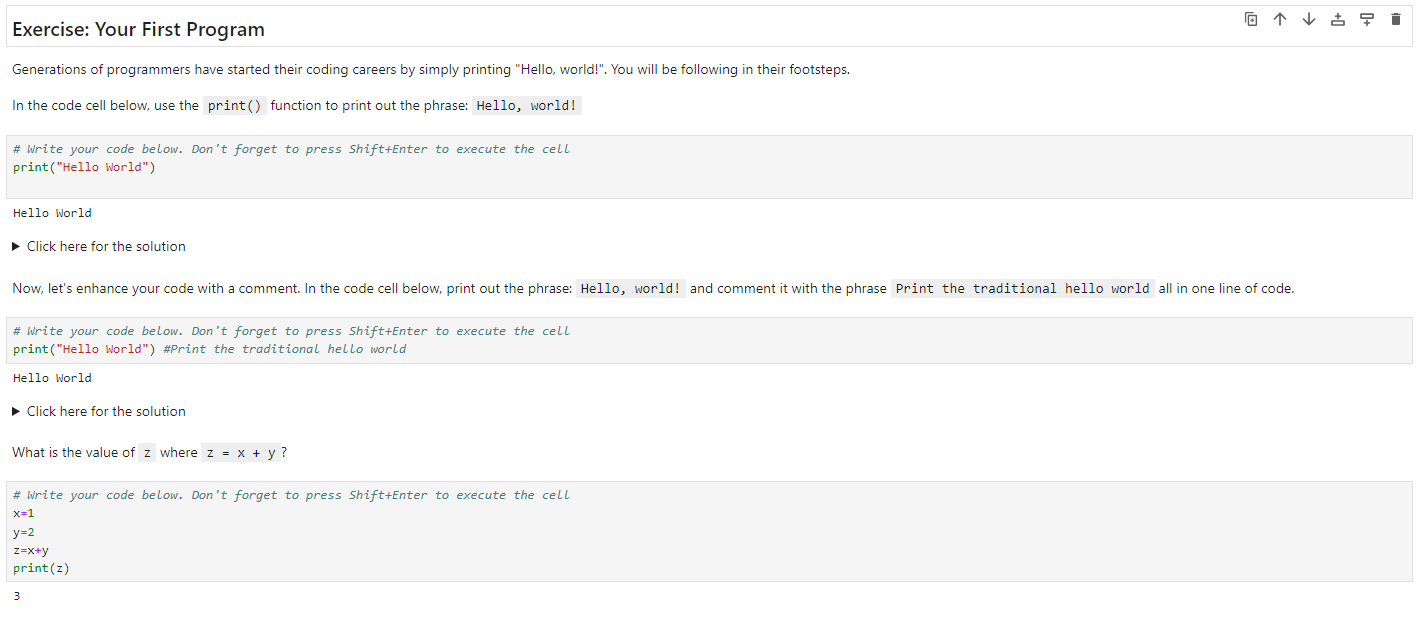 Exercise: Your First Program
Generations of programmers have started their coding careers by simply printing "Hello, world!". You will be following in their footsteps.
In the code cell below, use the print() function to print out the phrase: Hello, world!
# Write your code below. Don't forget to press Shift+Enter to execute the cell
print("Hello World")
Hello World
Click here for the solution
Now, let's enhance your code with a comment. In the code cell below, print out the phrase: Hello, world! and comment it with the phrase Print the traditional hello world all in one line of code.
# Write your code below. Don't forget to press Shift+Enter to execute the cell
print("Hello World") #Print the traditional hello world
Hello World
Click here for the solution
What is the value of z where z = x + y ?
# Write your code below. Don't forget to press Shift+Enter to execute the cell
x=1
y=2
z=x+y
print(z)
3